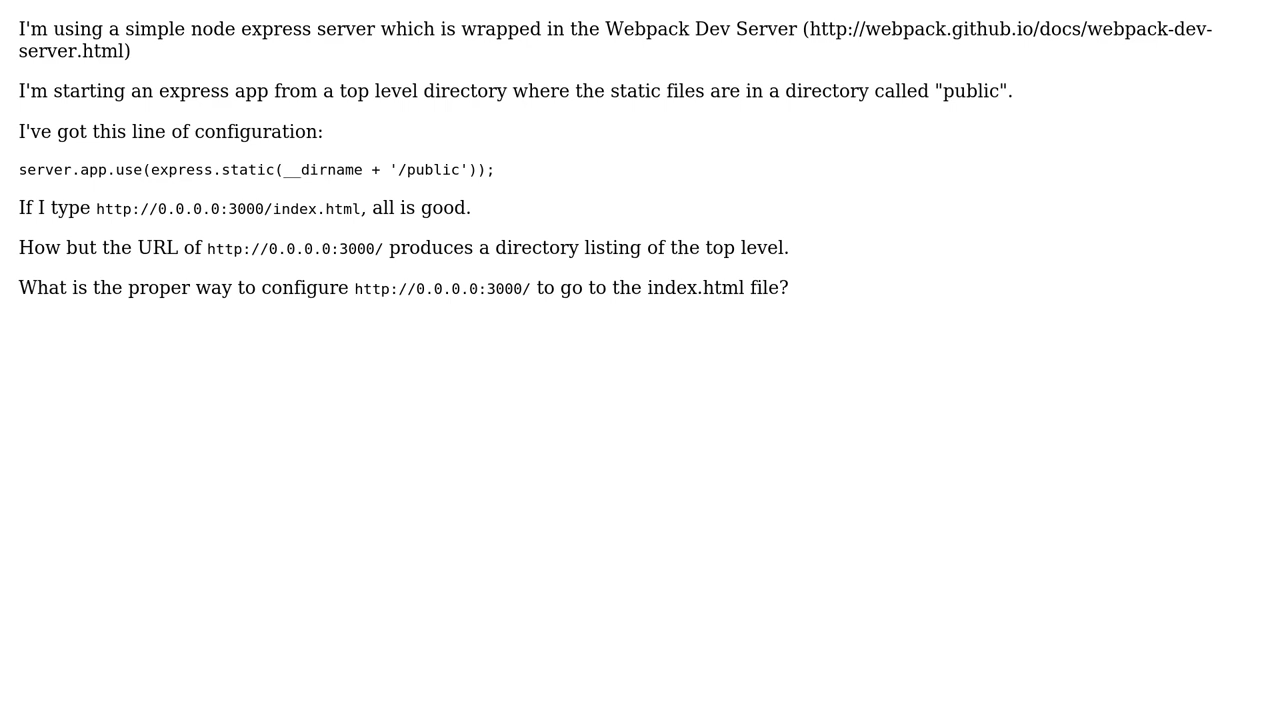 I'm using a simple node express server which is wrapped in the Webpack Dev Server (http://webpack.github.io/docs/webpack-dev-
server.html)
I'm starting an express app from a top level directory where the static files are in a directory called "public".
I've got this line of configuration:
server.app.use(express.static(__dirname + '/public'));
If I type http://0.0.0.0:3000/index.html, all is good.
How but the URL of http://0.0.0.0:3000/ produces a directory listing of the top level.
What is the proper way to configure http://0.0.0.0:3000/ to go to the index.html file?